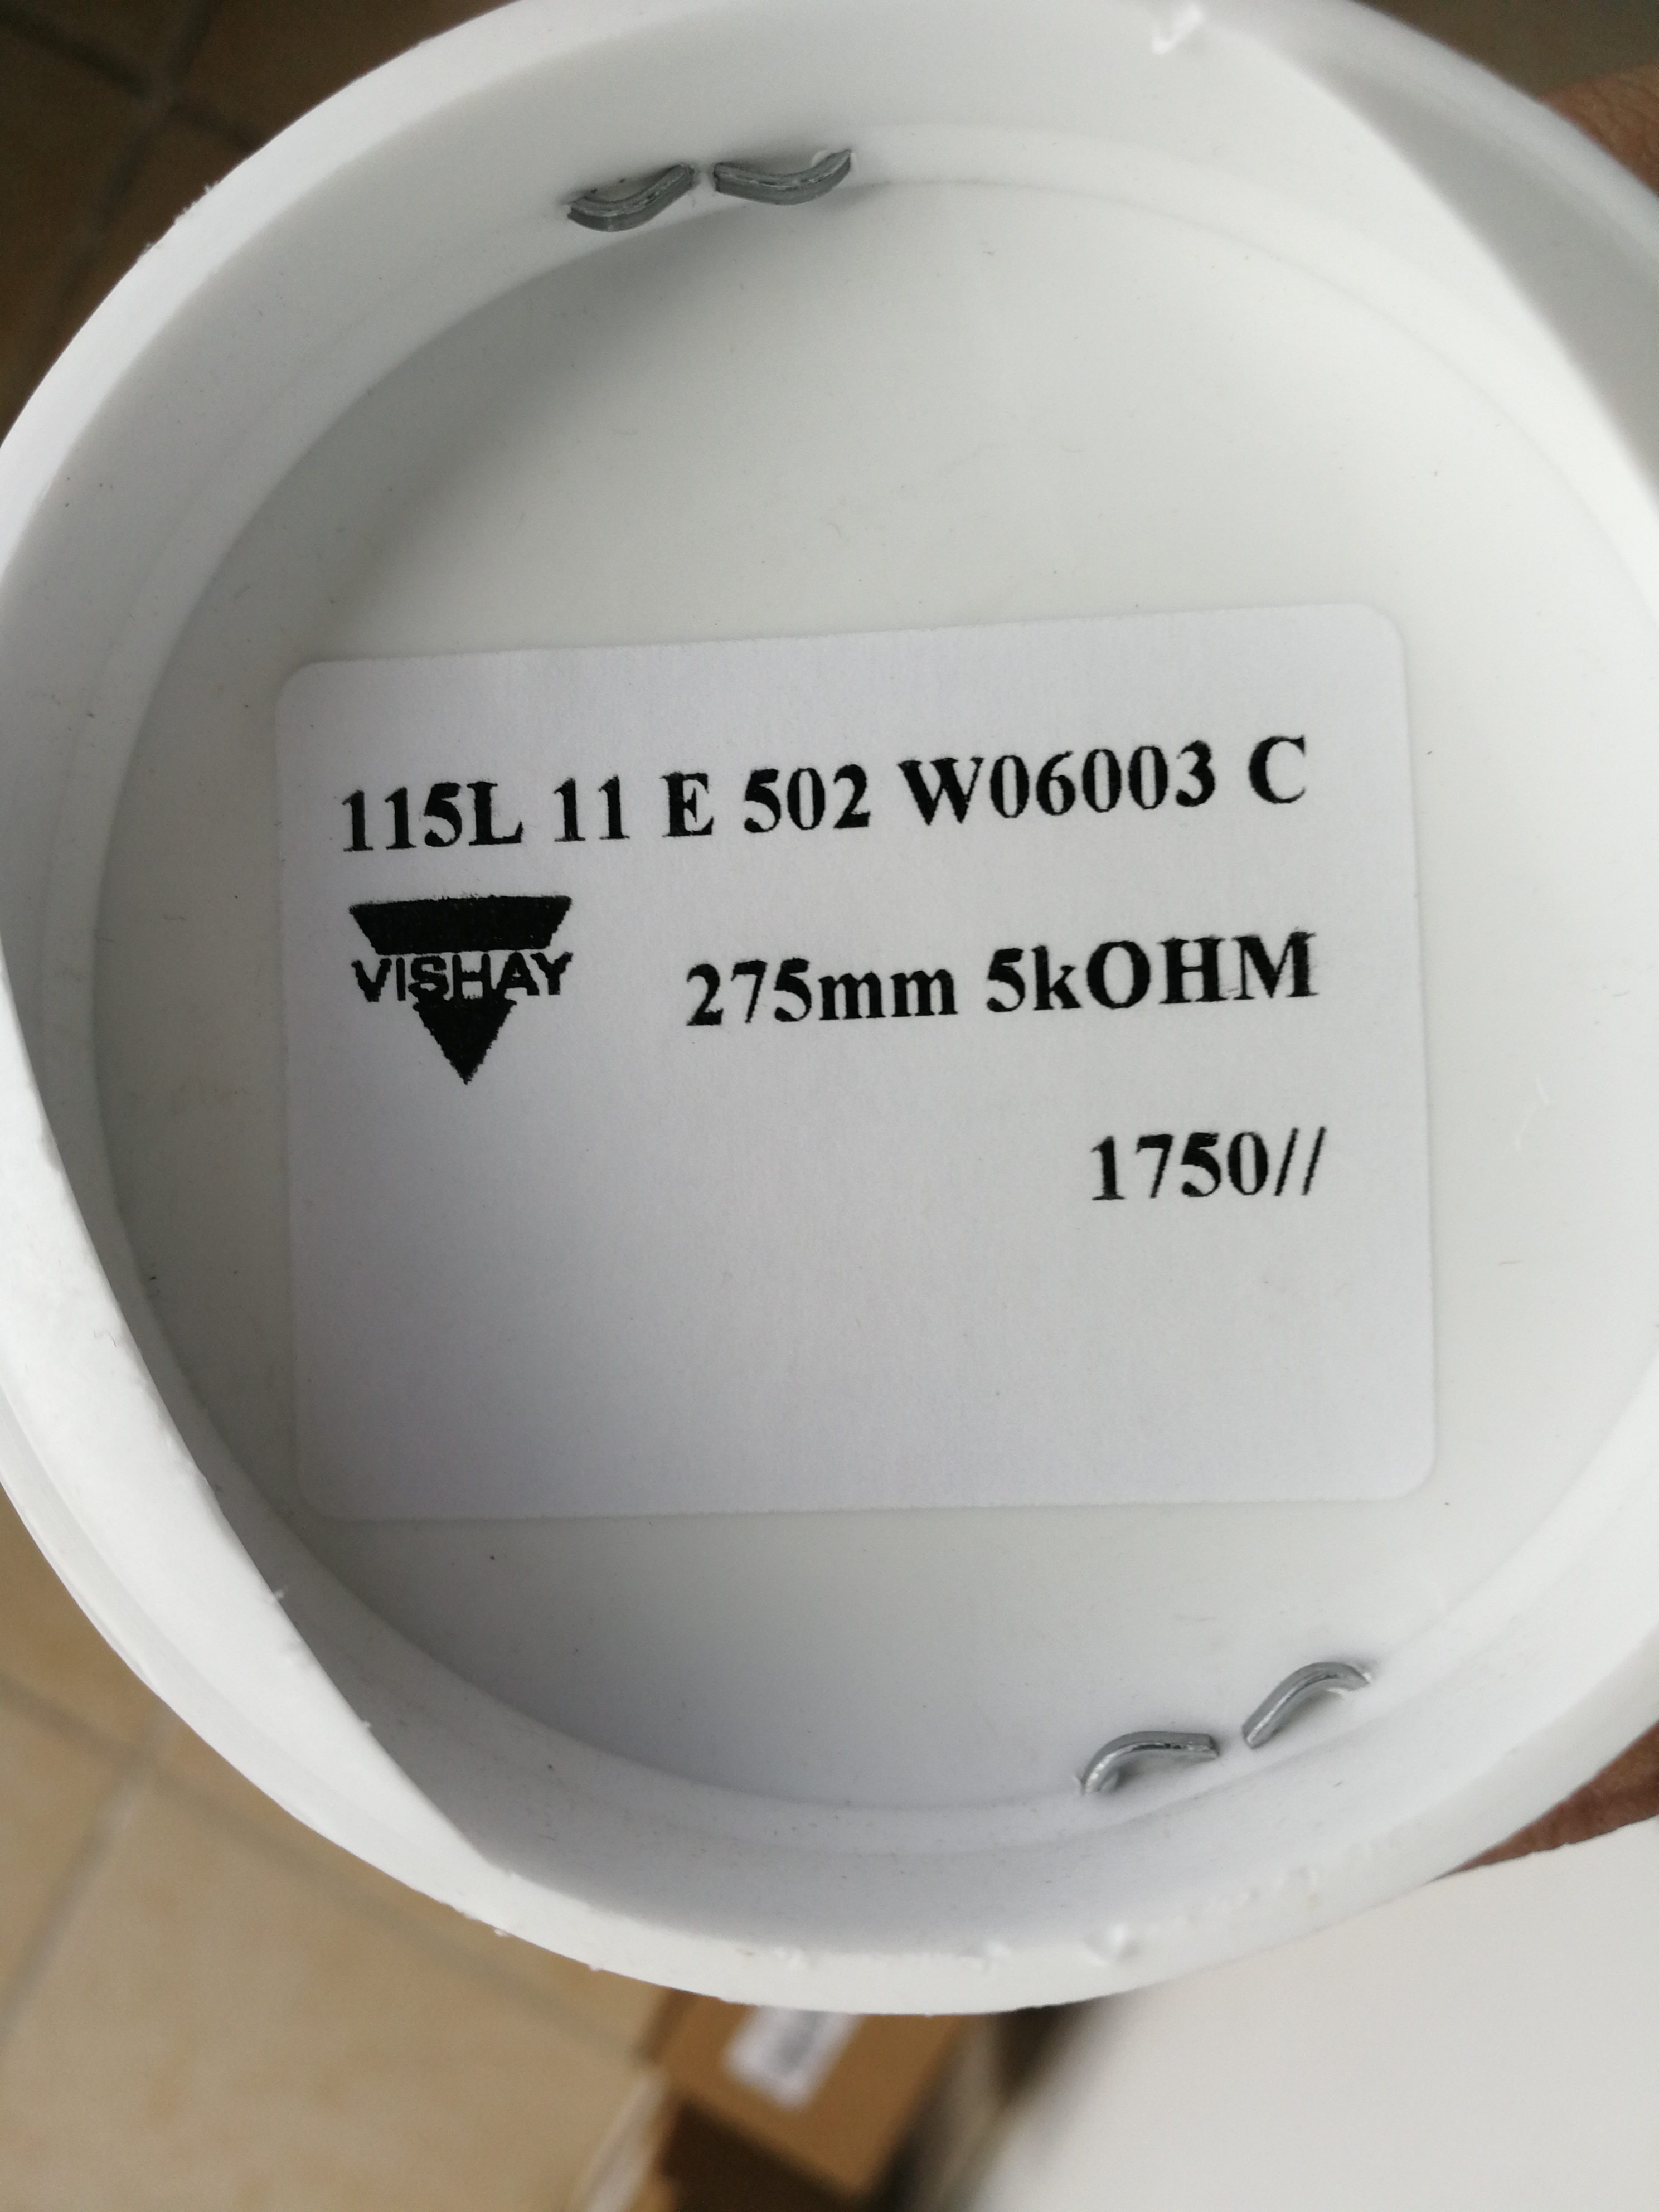 115L 11 E 502 W06003 C
VISHAY
275mm 5kOHM
1750//